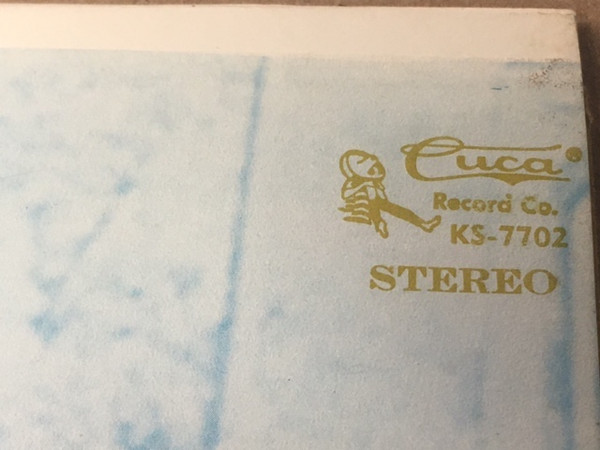 Cuca®
Record Co.
KS-7702
STEREO